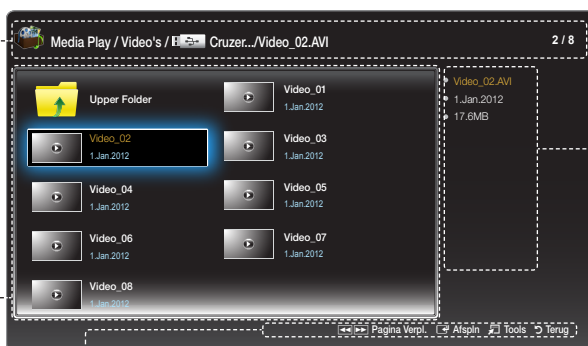 Media Play / Video's / Cruzer.../Video_02.AVI
2 / 8
Upper Folder
Video_01
1.Jan.2012
Video_02
1.Jan.2012
Video_03
1.Jan.2012
Video_04
1.Jan.2012
Video_05
1.Jan.2012
Video_06
1.Jan.2012
Video_07
1.Jan.2012
Video_08
1.Jan.2012
Video_02.AVI
1.Jan.2012
17.6MB
Pagina Verpl. Afspln Tools Terug